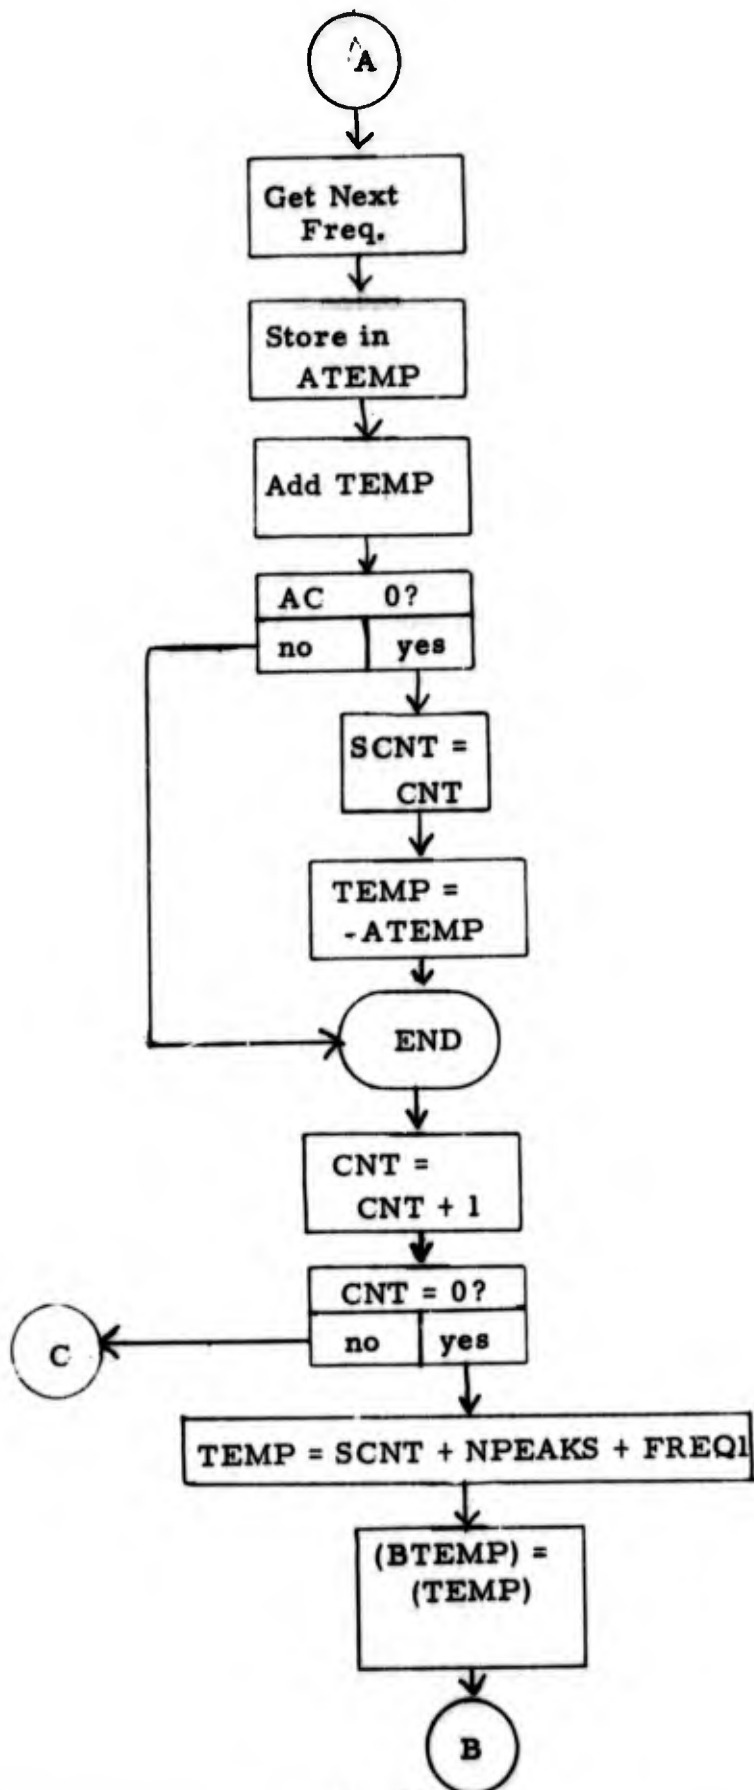 A
Get Next
Freq.
Store in
ATEMP
Add TEMP
AC 0?
no yes
SCNT =
CNT
TEMP =
-ATEMP
END
CNT =
CNT + 1
CNT = 0?
no yes
C
TEMP = SCNT + NPEAKS + FREQ1
(BTEMP) =
(TEMP)
B